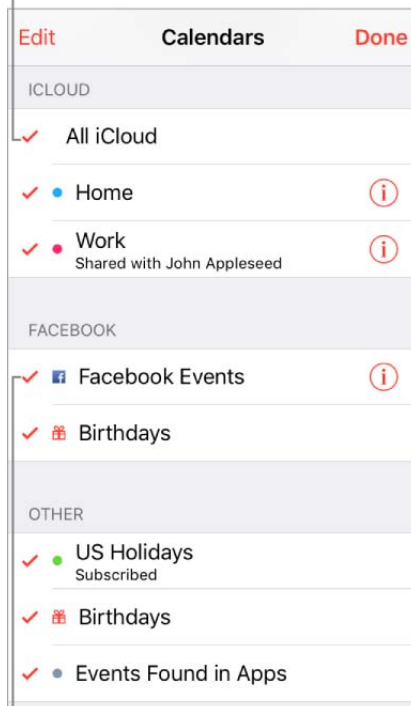 Edit Calendars Done
ICLOUD
All iCloud
Home
Work
Shared with John Appleseed
FACEBOOK
Facebook Events
Birthdays
OTHER
US Holidays
Subscribed
Birthdays
Events Found in Apps